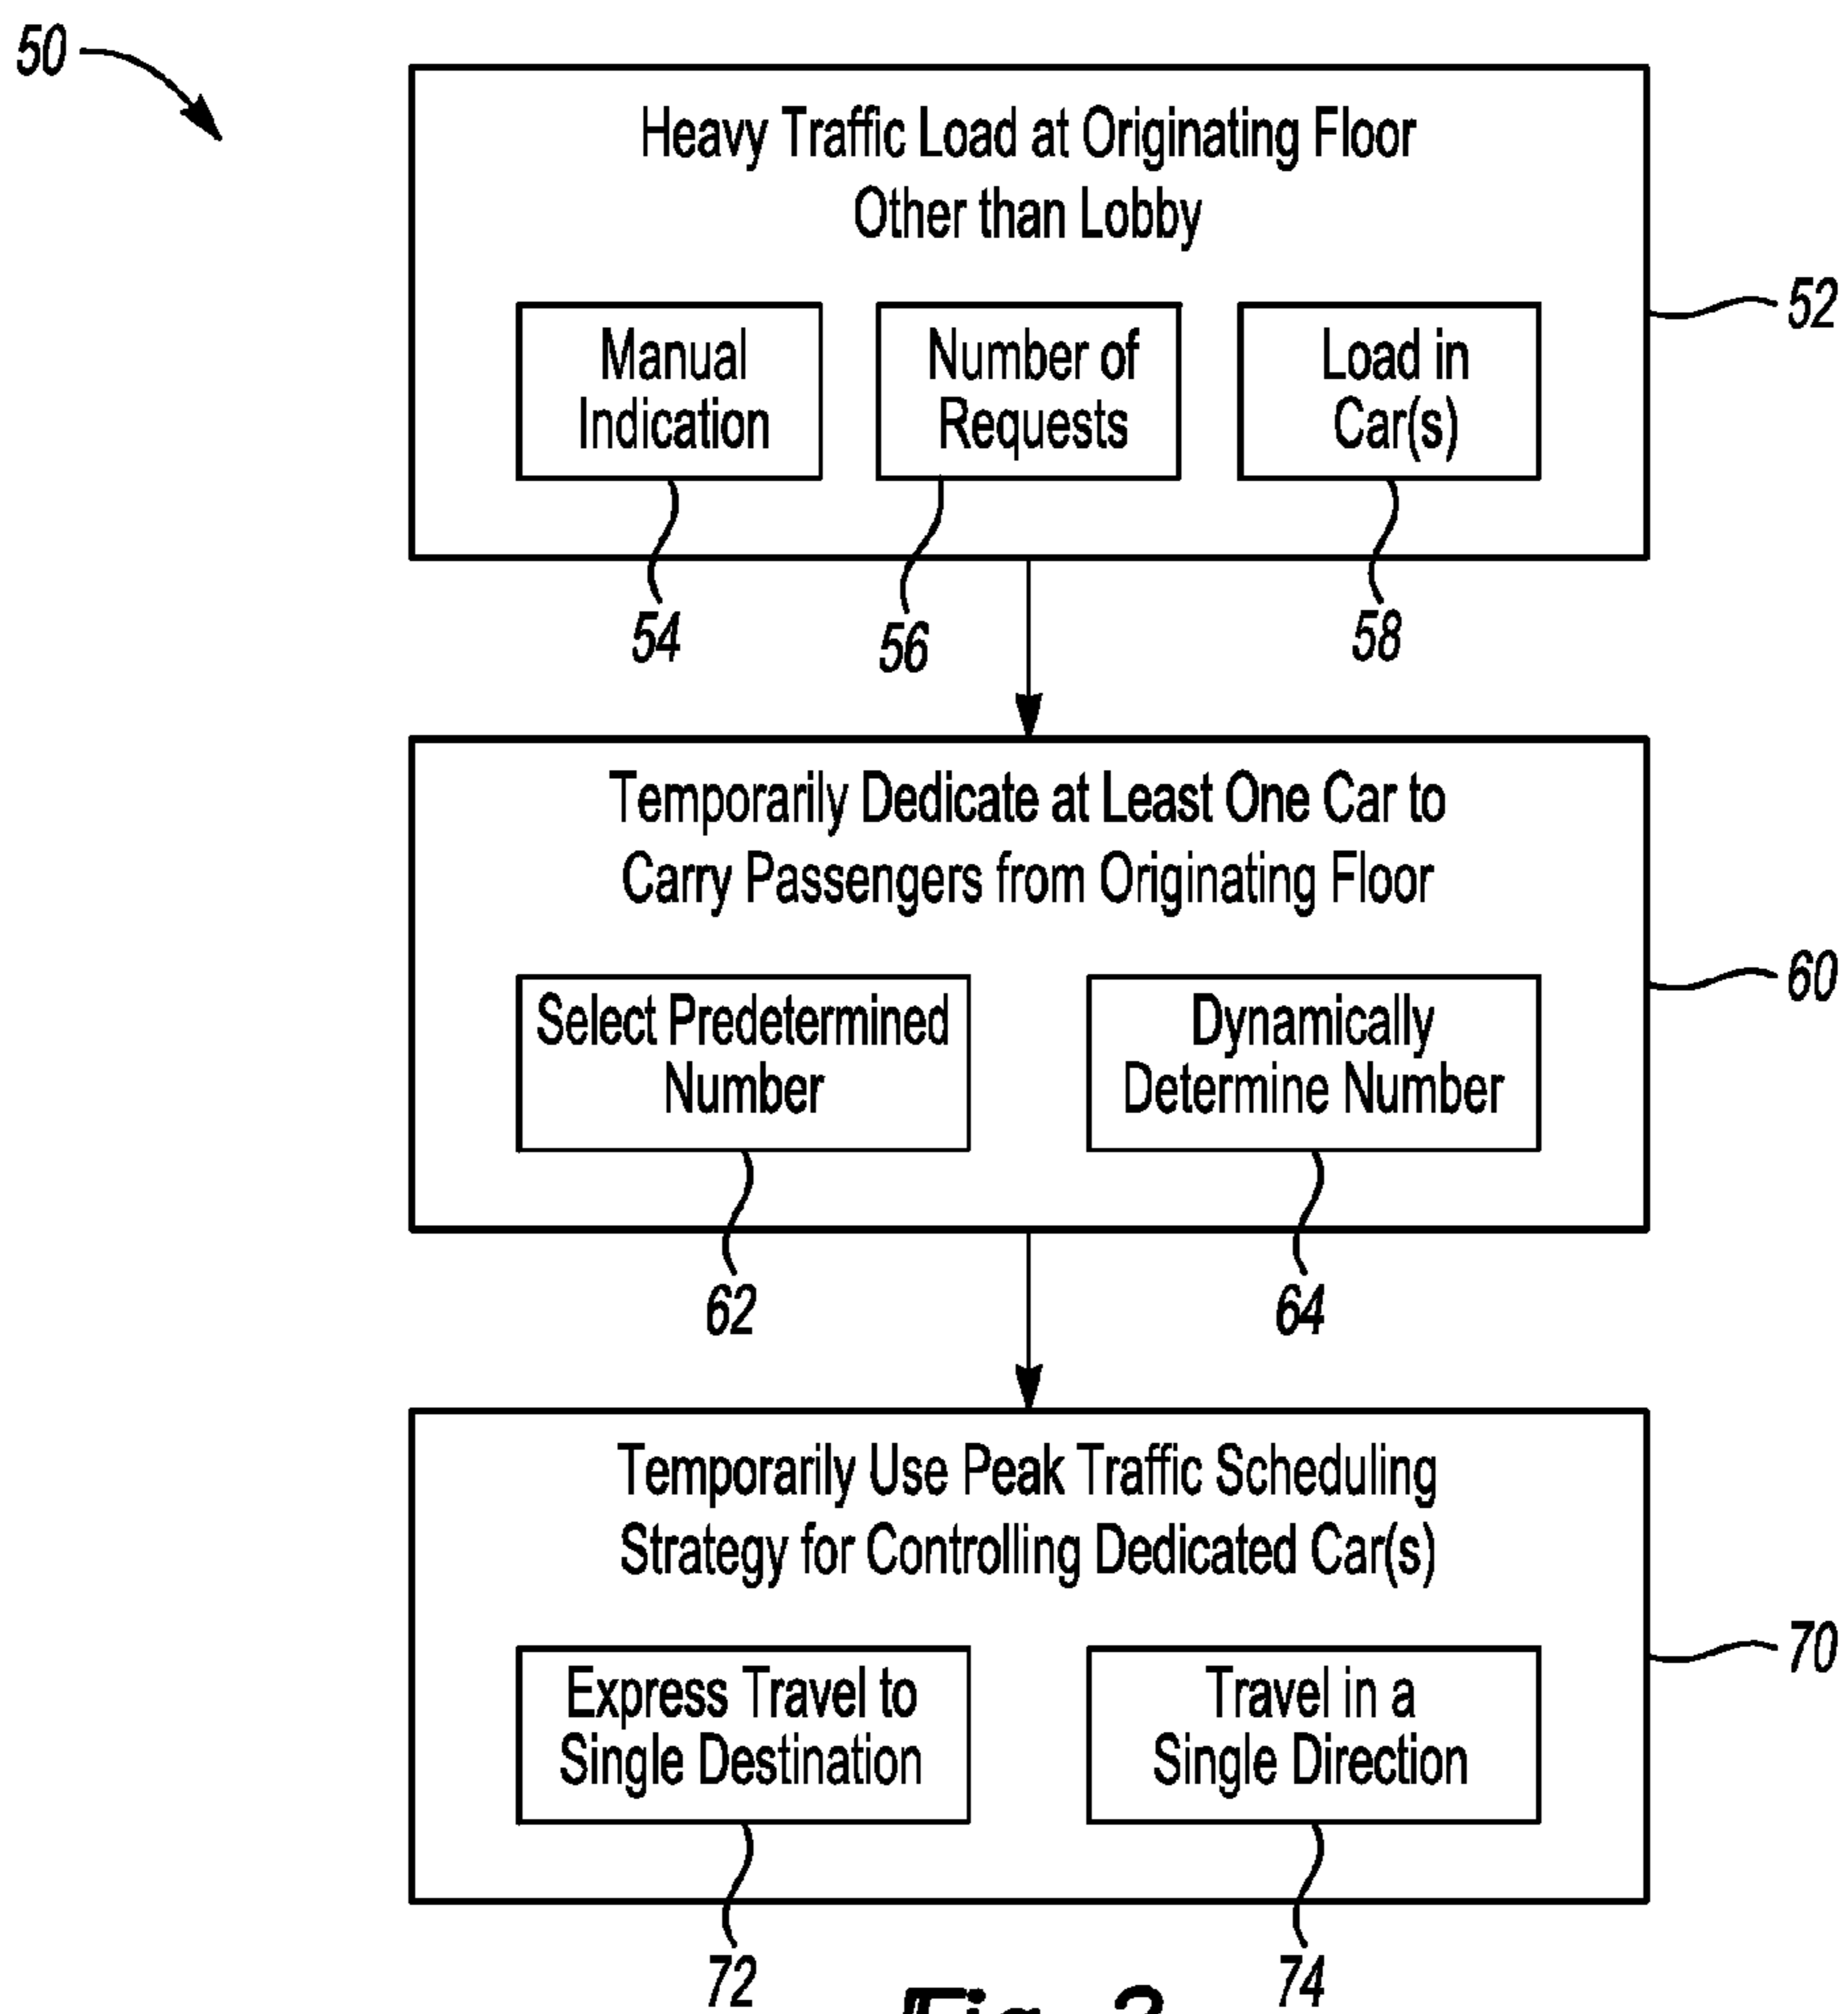 50
Heavy Traffic Load at Originating Floor
Other than Lobby
52
Manual
Indication
Number of
Requests
Load in
Car(s)
54
56
58
Temporarily Dedicate at Least One Car to
Carry Passengers from Originating Floor
60
Select Predetermined
Number
Dynamically
Determine Number
62
64
Temporarily Use Peak Traffic Scheduling
Strategy for Controlling Dedicated Car(s)
70
Express Travel to
Single Destination
Travel in a
Single Direction
72
74